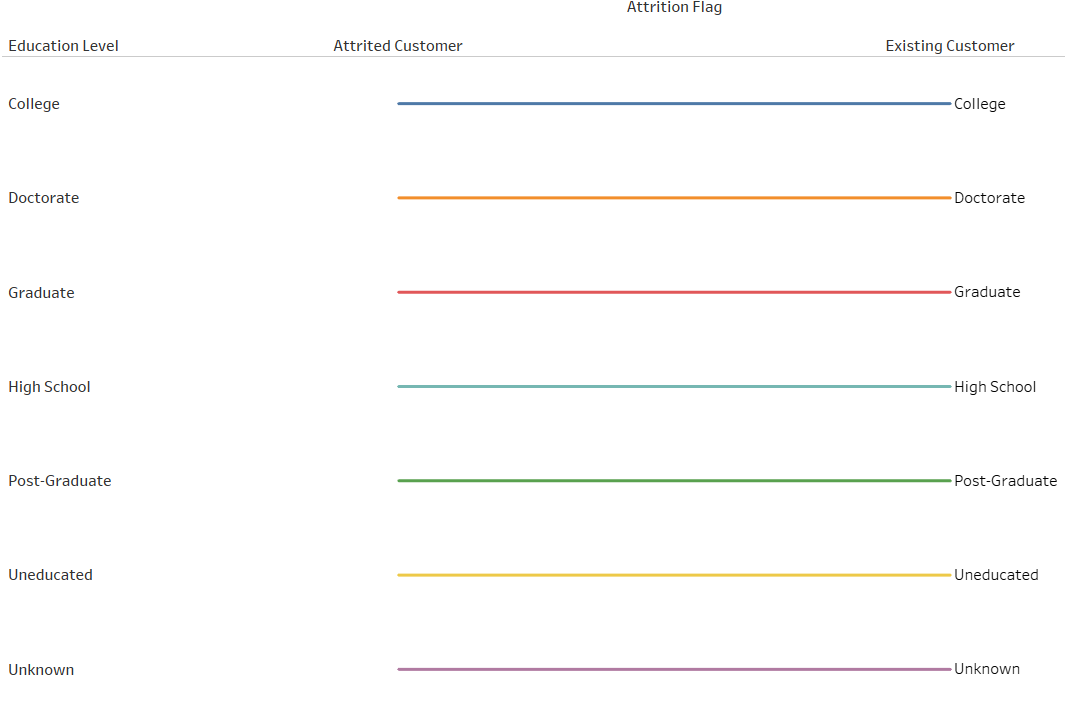 Attrition Flag
Education Level Attrited Customer Existing Customer
College College
Doctorate Doctorate
Graduate Graduate
High School High School
Post-Graduate Post-Graduate
Uneducated Uneducated
Unknown Unknown